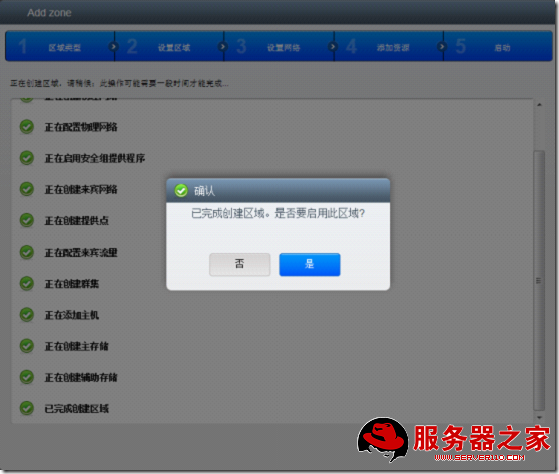 Add zone
1 区域类型 2 设置区域 3 设置网络 4 添加资源 5 启动
正在创建区域，请稍候；此操作可能需要一段时间才能完成...
正在配置物理网络
正在启用安全组提供程序
正在创建来宾网络
正在创建提供点
正在配置来宾流量
正在创建群集
正在添加主机
正在创建主存储
正在创建辅助存储
已完成创建区域
确认
已完成创建区域。是否要启用此区域?
否 是
服务器之家
WWW.SERVER110.COM